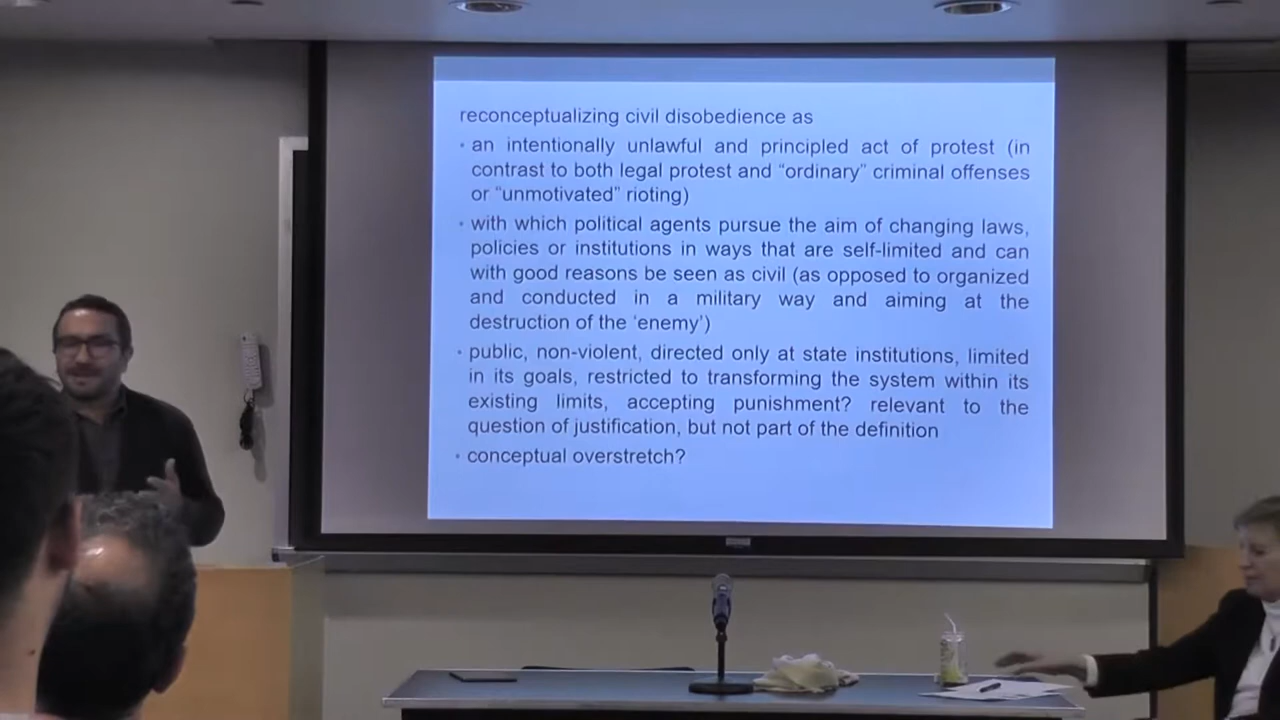 reconceptualizing civil disobedience as
• an intentionally unlawful and principled act of protest (in
contrast to both legal protest and “ordinary” criminal offenses
or “unmotivated” rioting)
• with which political agents pursue the aim of changing laws,
policies or institutions in ways that are self-limited and can
with good reasons be seen as civil (as opposed to organized
and conducted in a military way and aiming at the
destruction of the ‘enemy’)
• public, non-violent, directed only at state institutions, limited
in its goals, restricted to transforming the system within its
existing limits, accepting punishment? relevant to the
question of justification, but not part of the definition
• conceptual overstretch?